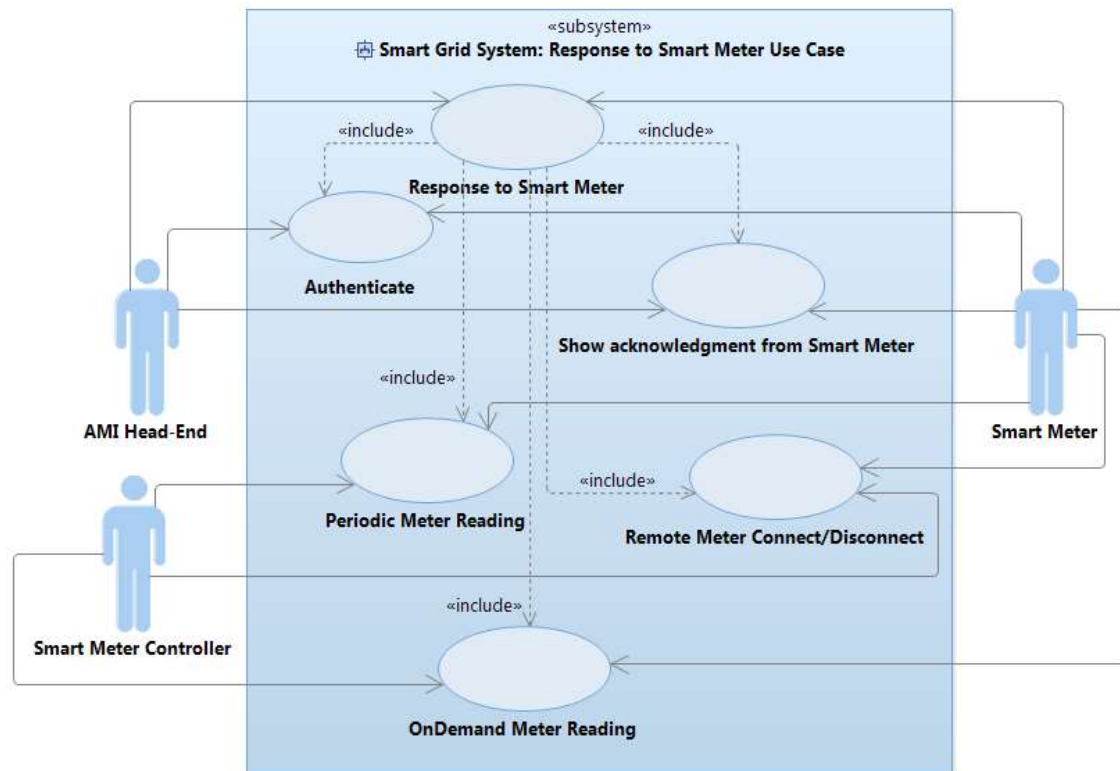 «subsystem»
Smart Grid System: Response to Smart Meter Use Case
«include»
«include»
Response to Smart Meter
Authenticate
Show acknowledgment from Smart Meter
«include»
AMI Head-End
Smart Meter
«include»
Periodic Meter Reading
Remote Meter Connect/Disconnect
«include»
Smart Meter Controller
OnDemand Meter Reading